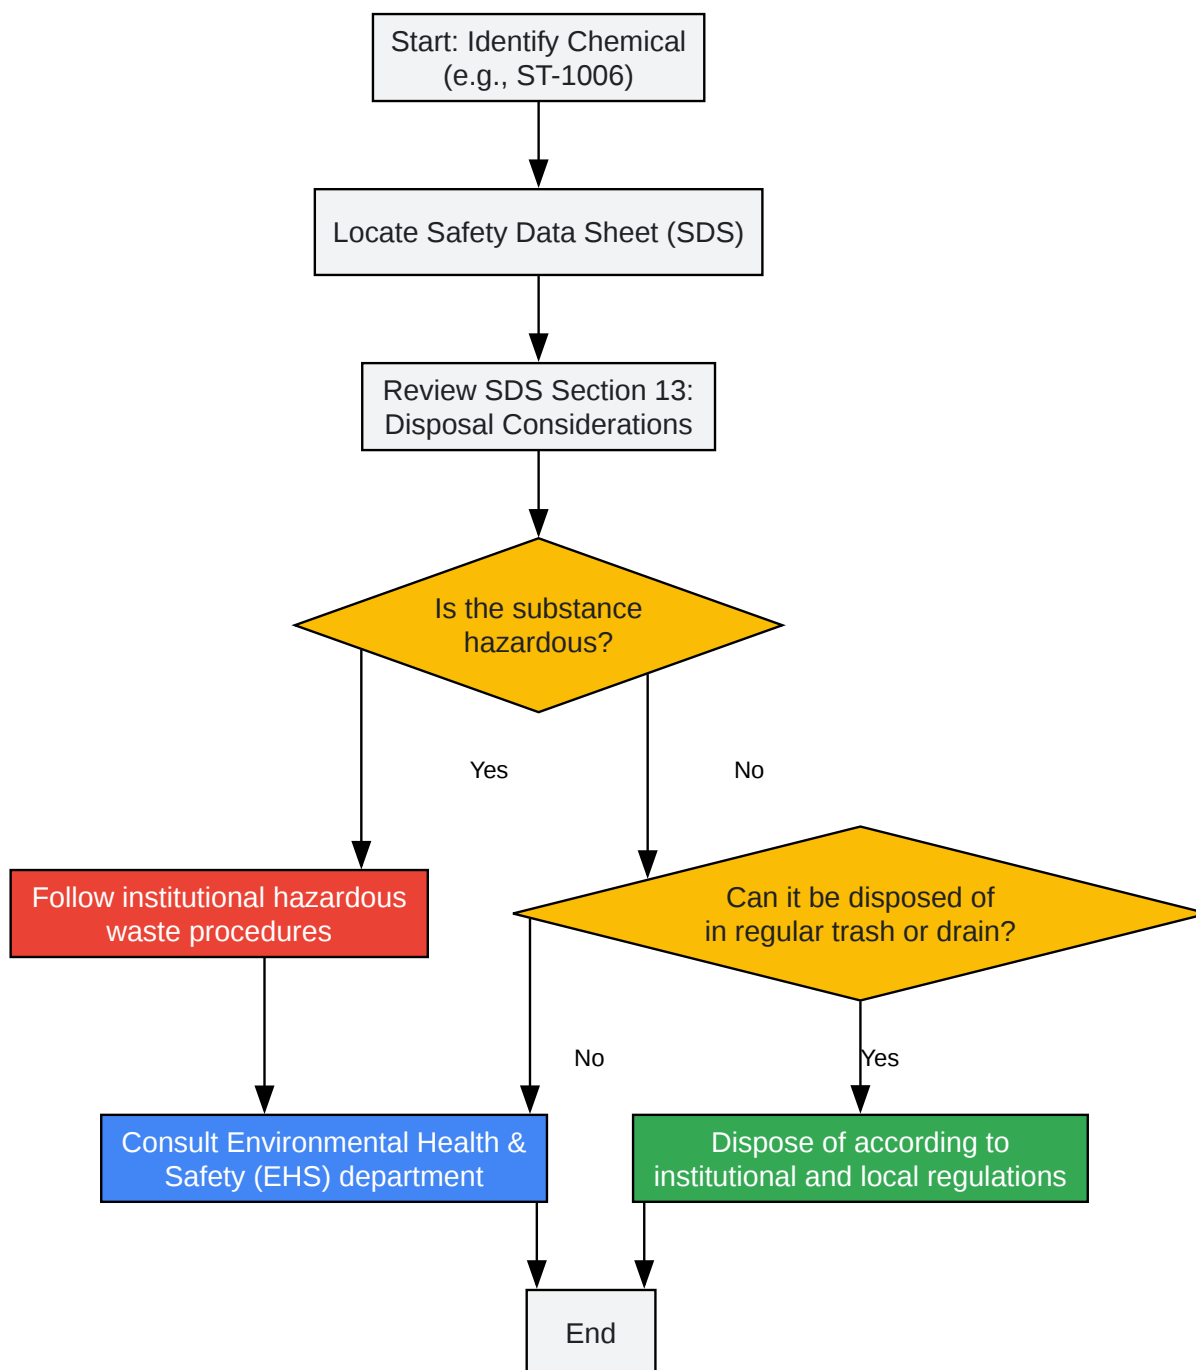 Start: Identify Chemical
(e.g., ST-1006)
Locate Safety Data Sheet (SDS)
Review SDS Section 13:
Disposal Considerations
Is the substance
hazardous?
Yes
No
Follow institutional hazardous
waste procedures
Can it be disposed of
in regular trash or drain?
No
Yes
Consult Environmental Health &
Safety (EHS) department
Dispose of according to
institutional and local regulations
End